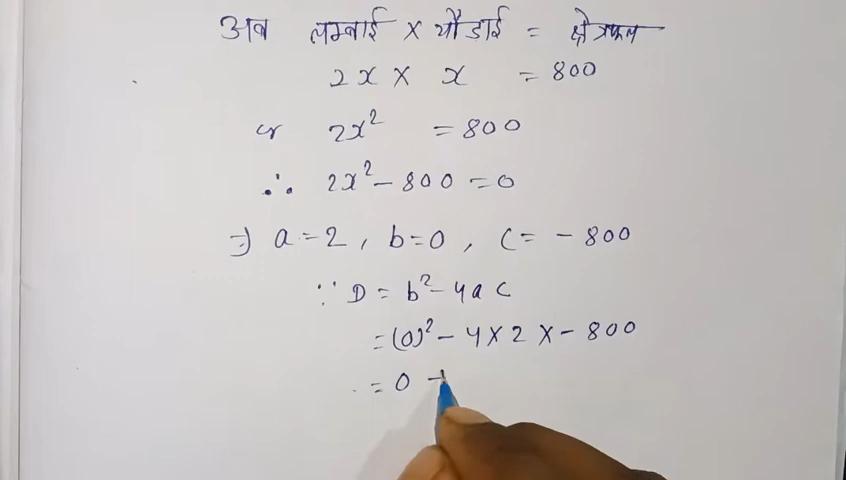 अब लम्बाई × चौडाई = क्षेत्रफल
2x × x = 800
or 2x² = 800
∴ 2x² - 800 = 0
⇒ a = 2, b = 0, c = - 800
∵ D = b² - 4ac
= (0)² - 4 × 2 × - 800
= 0 +